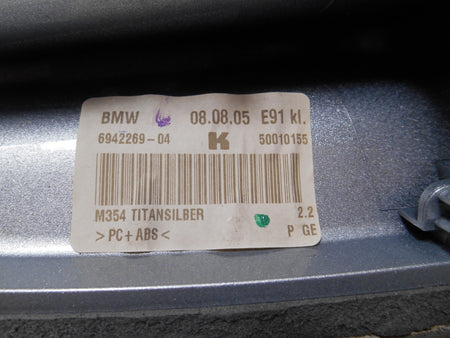 BMW 08.08.05 E91 kl.
6942269-04 K 50010155
M354 TITANSILBER 2.2
>PC+ABS< P GE